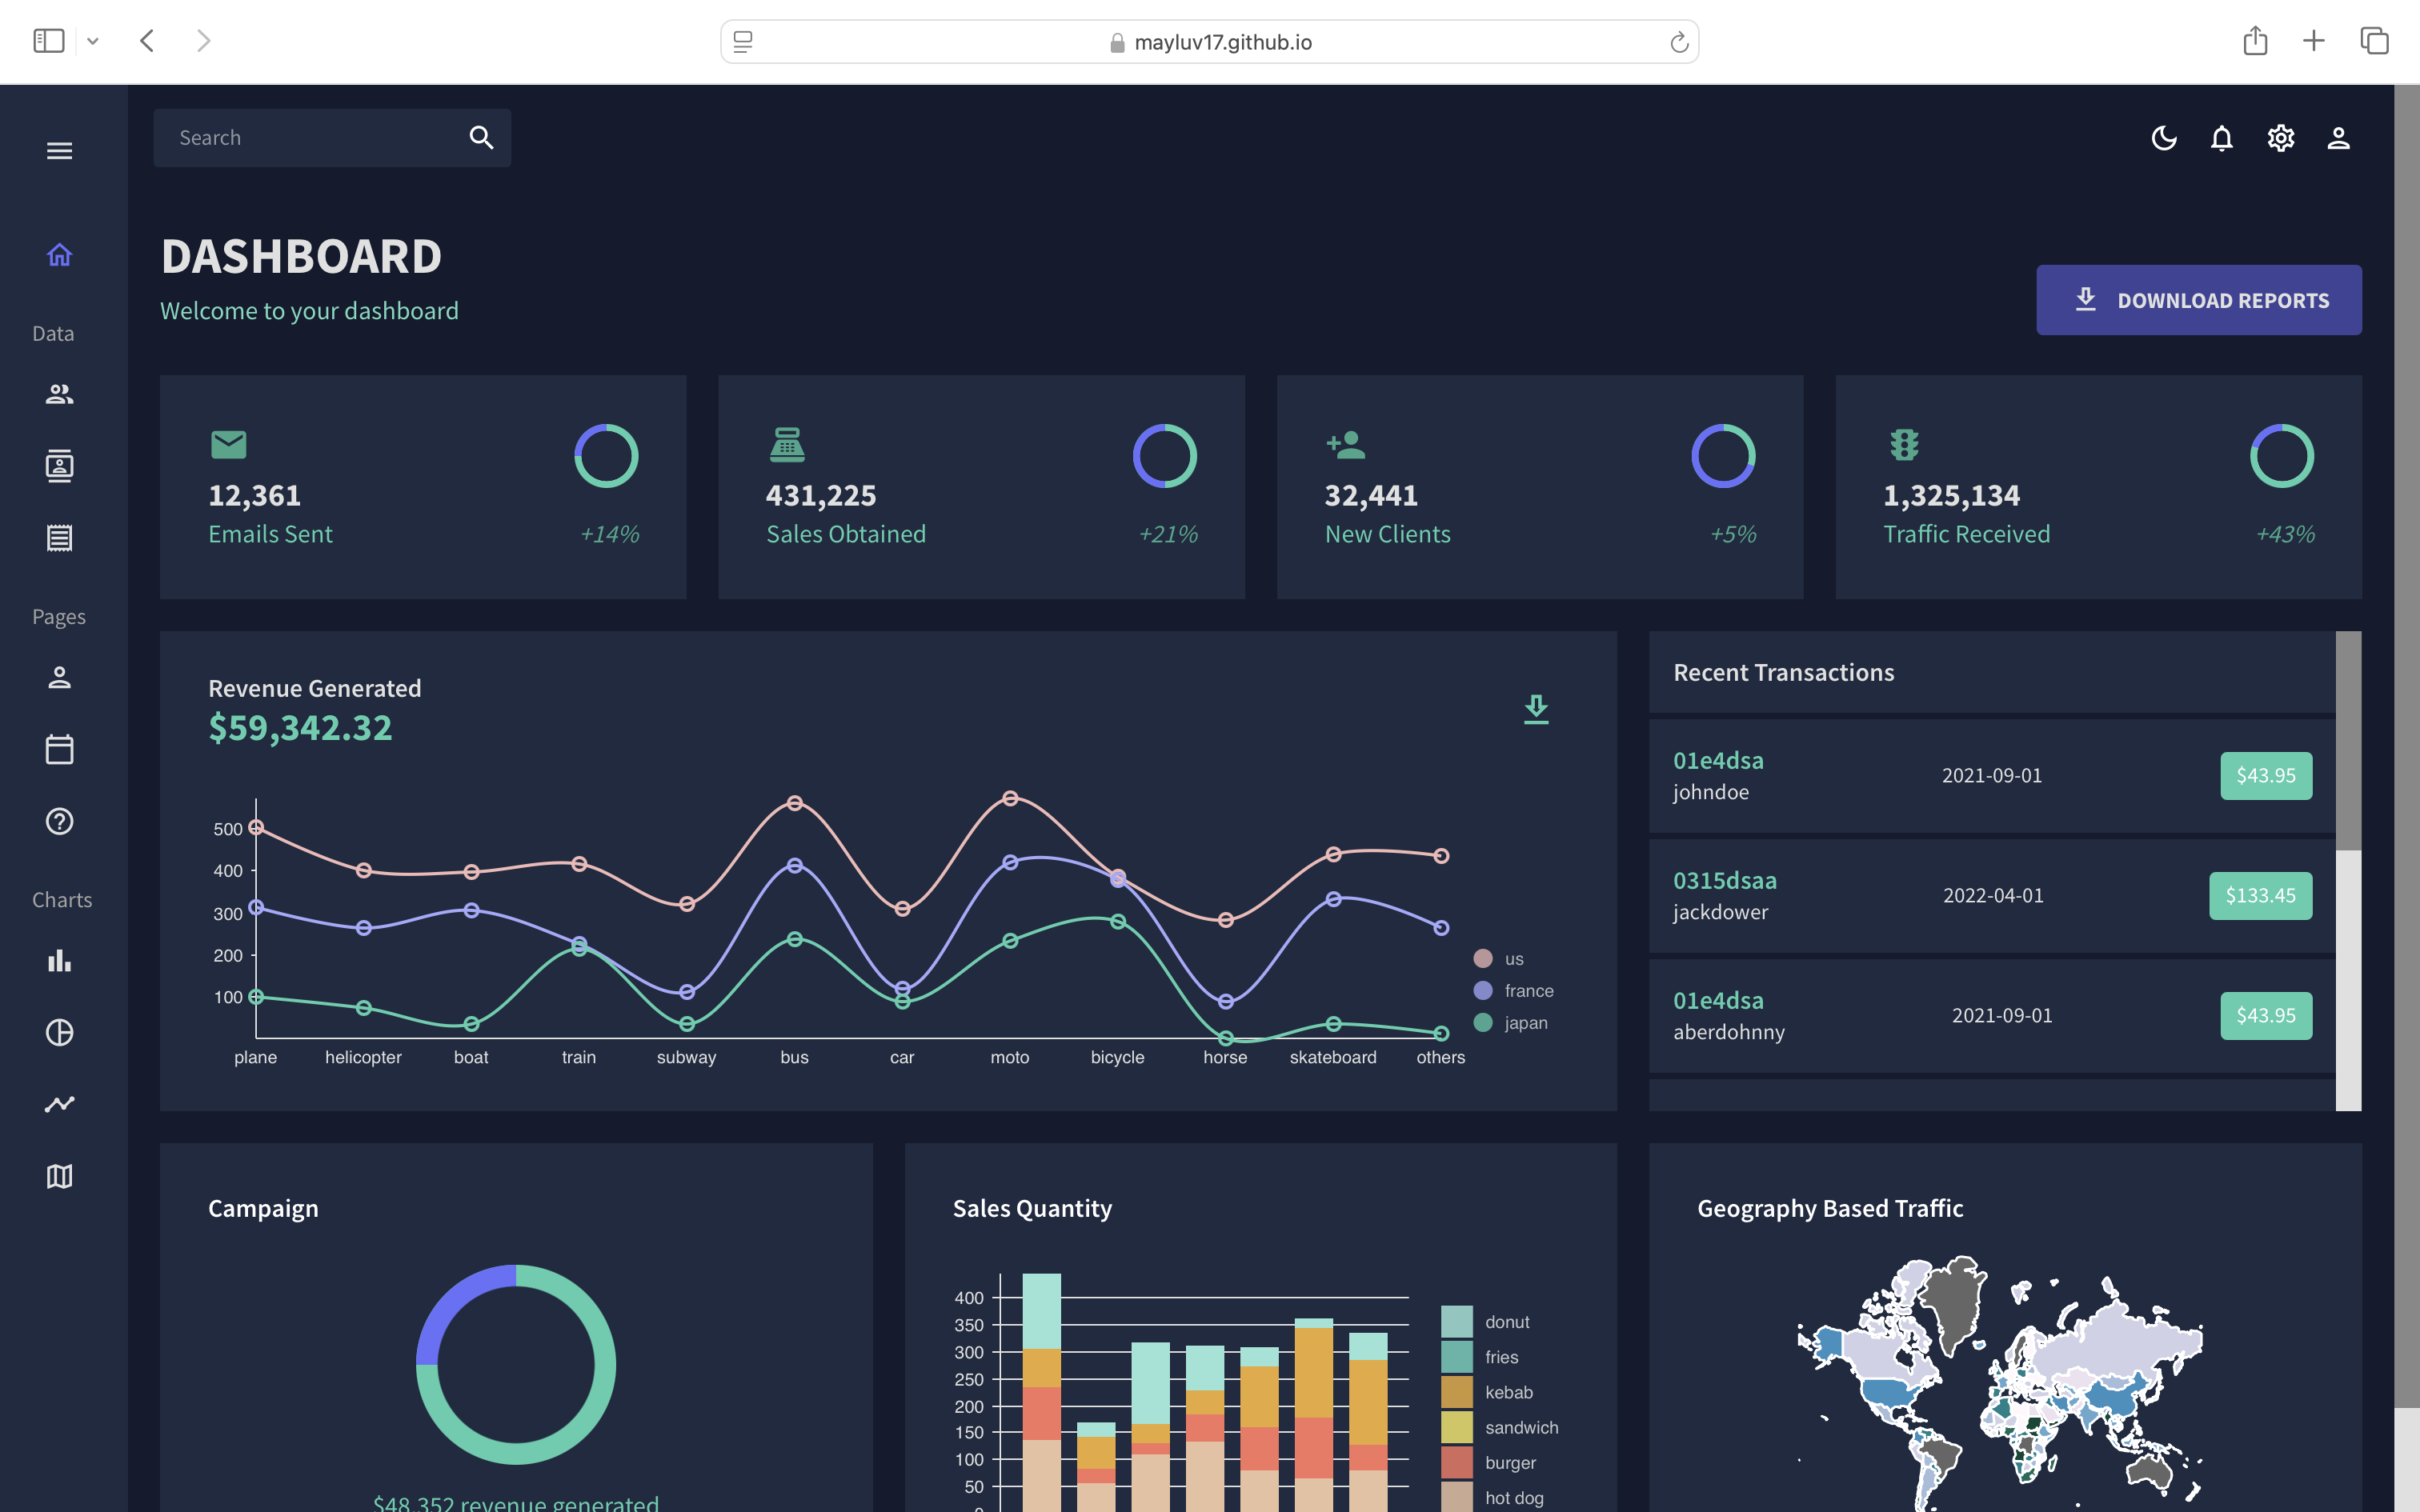 mayluv17.github.io
Search
DASHBOARD
Welcome to your dashboard
DOWNLOAD REPORTS
Data
Pages
Charts
12,361
Emails Sent
+14%
431,225
Sales Obtained
+21%
32,441
New Clients
+5%
1,325,134
Traffic Received
+43%
Revenue Generated
$59,342.32
500
400
300
200
100
plane helicopter boat train subway bus car moto bicycle horse skateboard others
us
france
japan
Recent Transactions
01e4dsa
johndoe
2021-09-01
$43.95
0315dsaa
jackdower
2022-04-01
$133.45
01e4dsa
aberdohnny
2021-09-01
$43.95
Campaign
$48,352 revenue generated
Sales Quantity
400
350
300
250
200
150
100
50
0
donut
fries
kebab
sandwich
burger
hot dog
Geography Based Traffic